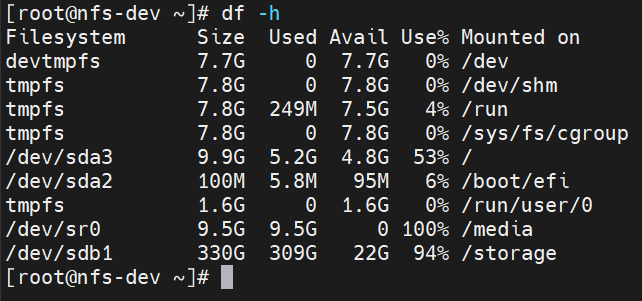 [root@nfs-dev ~]# df -h
Filesystem      Size  Used Avail Use% Mounted on
devtmpfs        7.7G     0  7.7G   0% /dev
tmpfs           7.8G     0  7.8G   0% /dev/shm
tmpfs           7.8G  249M  7.5G   4% /run
tmpfs           7.8G     0  7.8G   0% /sys/fs/cgroup
/dev/sda3       9.9G  5.2G  4.8G  53% /
/dev/sda2       100M  5.8M   95M   6% /boot/efi
tmpfs           1.6G     0  1.6G   0% /run/user/0
/dev/sr0        9.5G  9.5G     0 100% /media
/dev/sdb1       330G  309G   22G  94% /storage
[root@nfs-dev ~]#